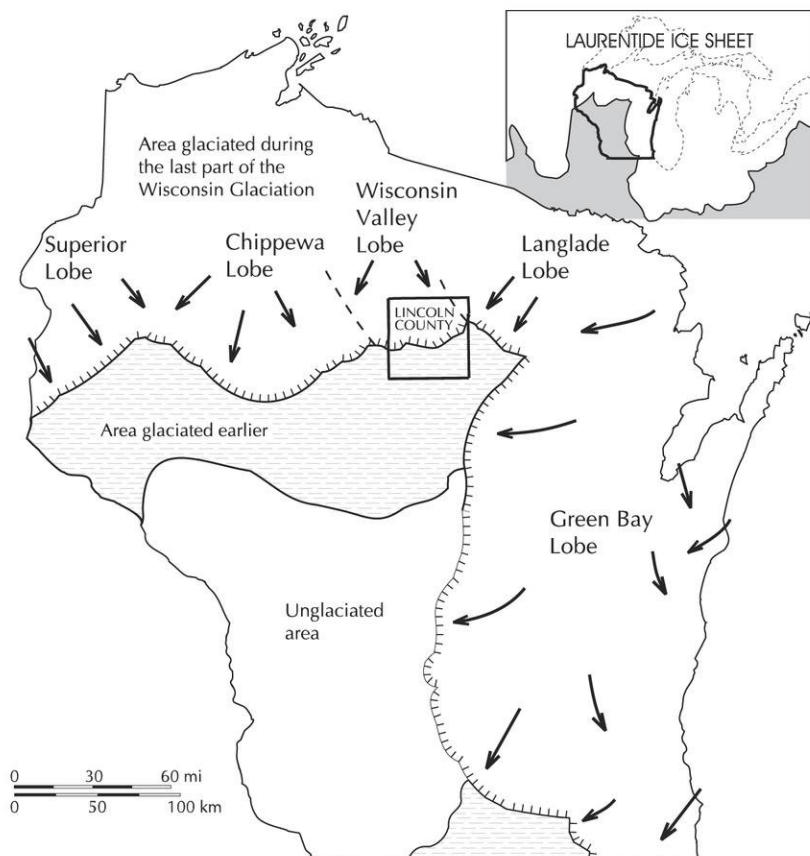 LAURENTIDE ICE SHEET
Area glaciated during
the last part of the
Wisconsin Glaciation
Wisconsin
Valley
Lobe
Superior
Lobe
Chippewa
Lobe
Langlade
Lobe
LINCOLN
COUNTY
Area glaciated earlier
Green Bay
Lobe
Unglaciated
area
0 30 60 mi
0 50 100 km